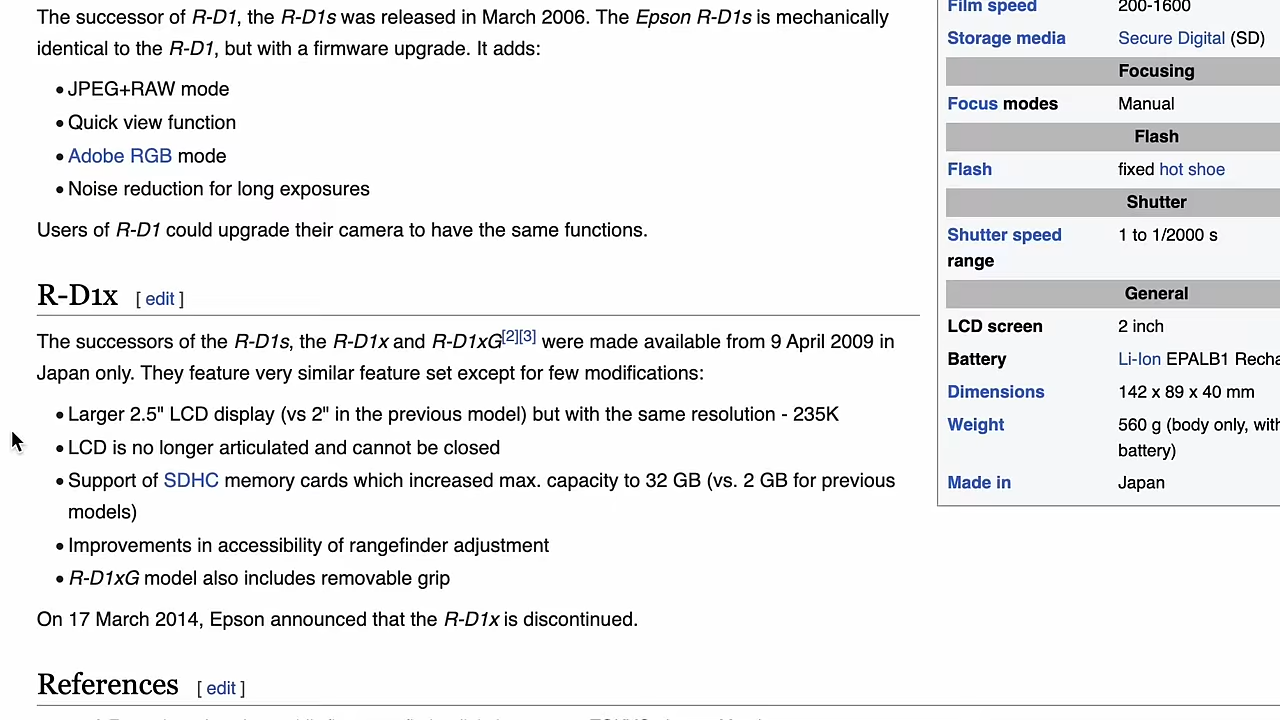 The successor of R-D1, the R-D1s was released in March 2006. The Epson R-D1s is mechanically
identical to the R-D1, but with a firmware upgrade. It adds:
• JPEG+RAW mode
• Quick view function
• Adobe RGB mode
• Noise reduction for long exposures
Users of R-D1 could upgrade their camera to have the same functions.
R-D1x [ edit ]
The successors of the R-D1s, the R-D1x and R-D1xG[2][3] were made available from 9 April 2009 in
Japan only. They feature very similar feature set except for few modifications:
• Larger 2.5" LCD display (vs 2" in the previous model) but with the same resolution - 235K
• LCD is no longer articulated and cannot be closed
• Support of SDHC memory cards which increased max. capacity to 32 GB (vs. 2 GB for previous
models)
• Improvements in accessibility of rangefinder adjustment
• R-D1xG model also includes removable grip
On 17 March 2014, Epson announced that the R-D1x is discontinued.
References [ edit ]
Film speed 200-1600
Storage media Secure Digital (SD)
Focusing
Focus modes Manual
Flash
Flash fixed hot shoe
Shutter
Shutter speed 1 to 1/2000 s
range
General
LCD screen 2 inch
Battery Li-Ion EPALB1 Recha
Dimensions 142 x 89 x 40 mm
Weight 560 g (body only, with
battery)
Made in Japan